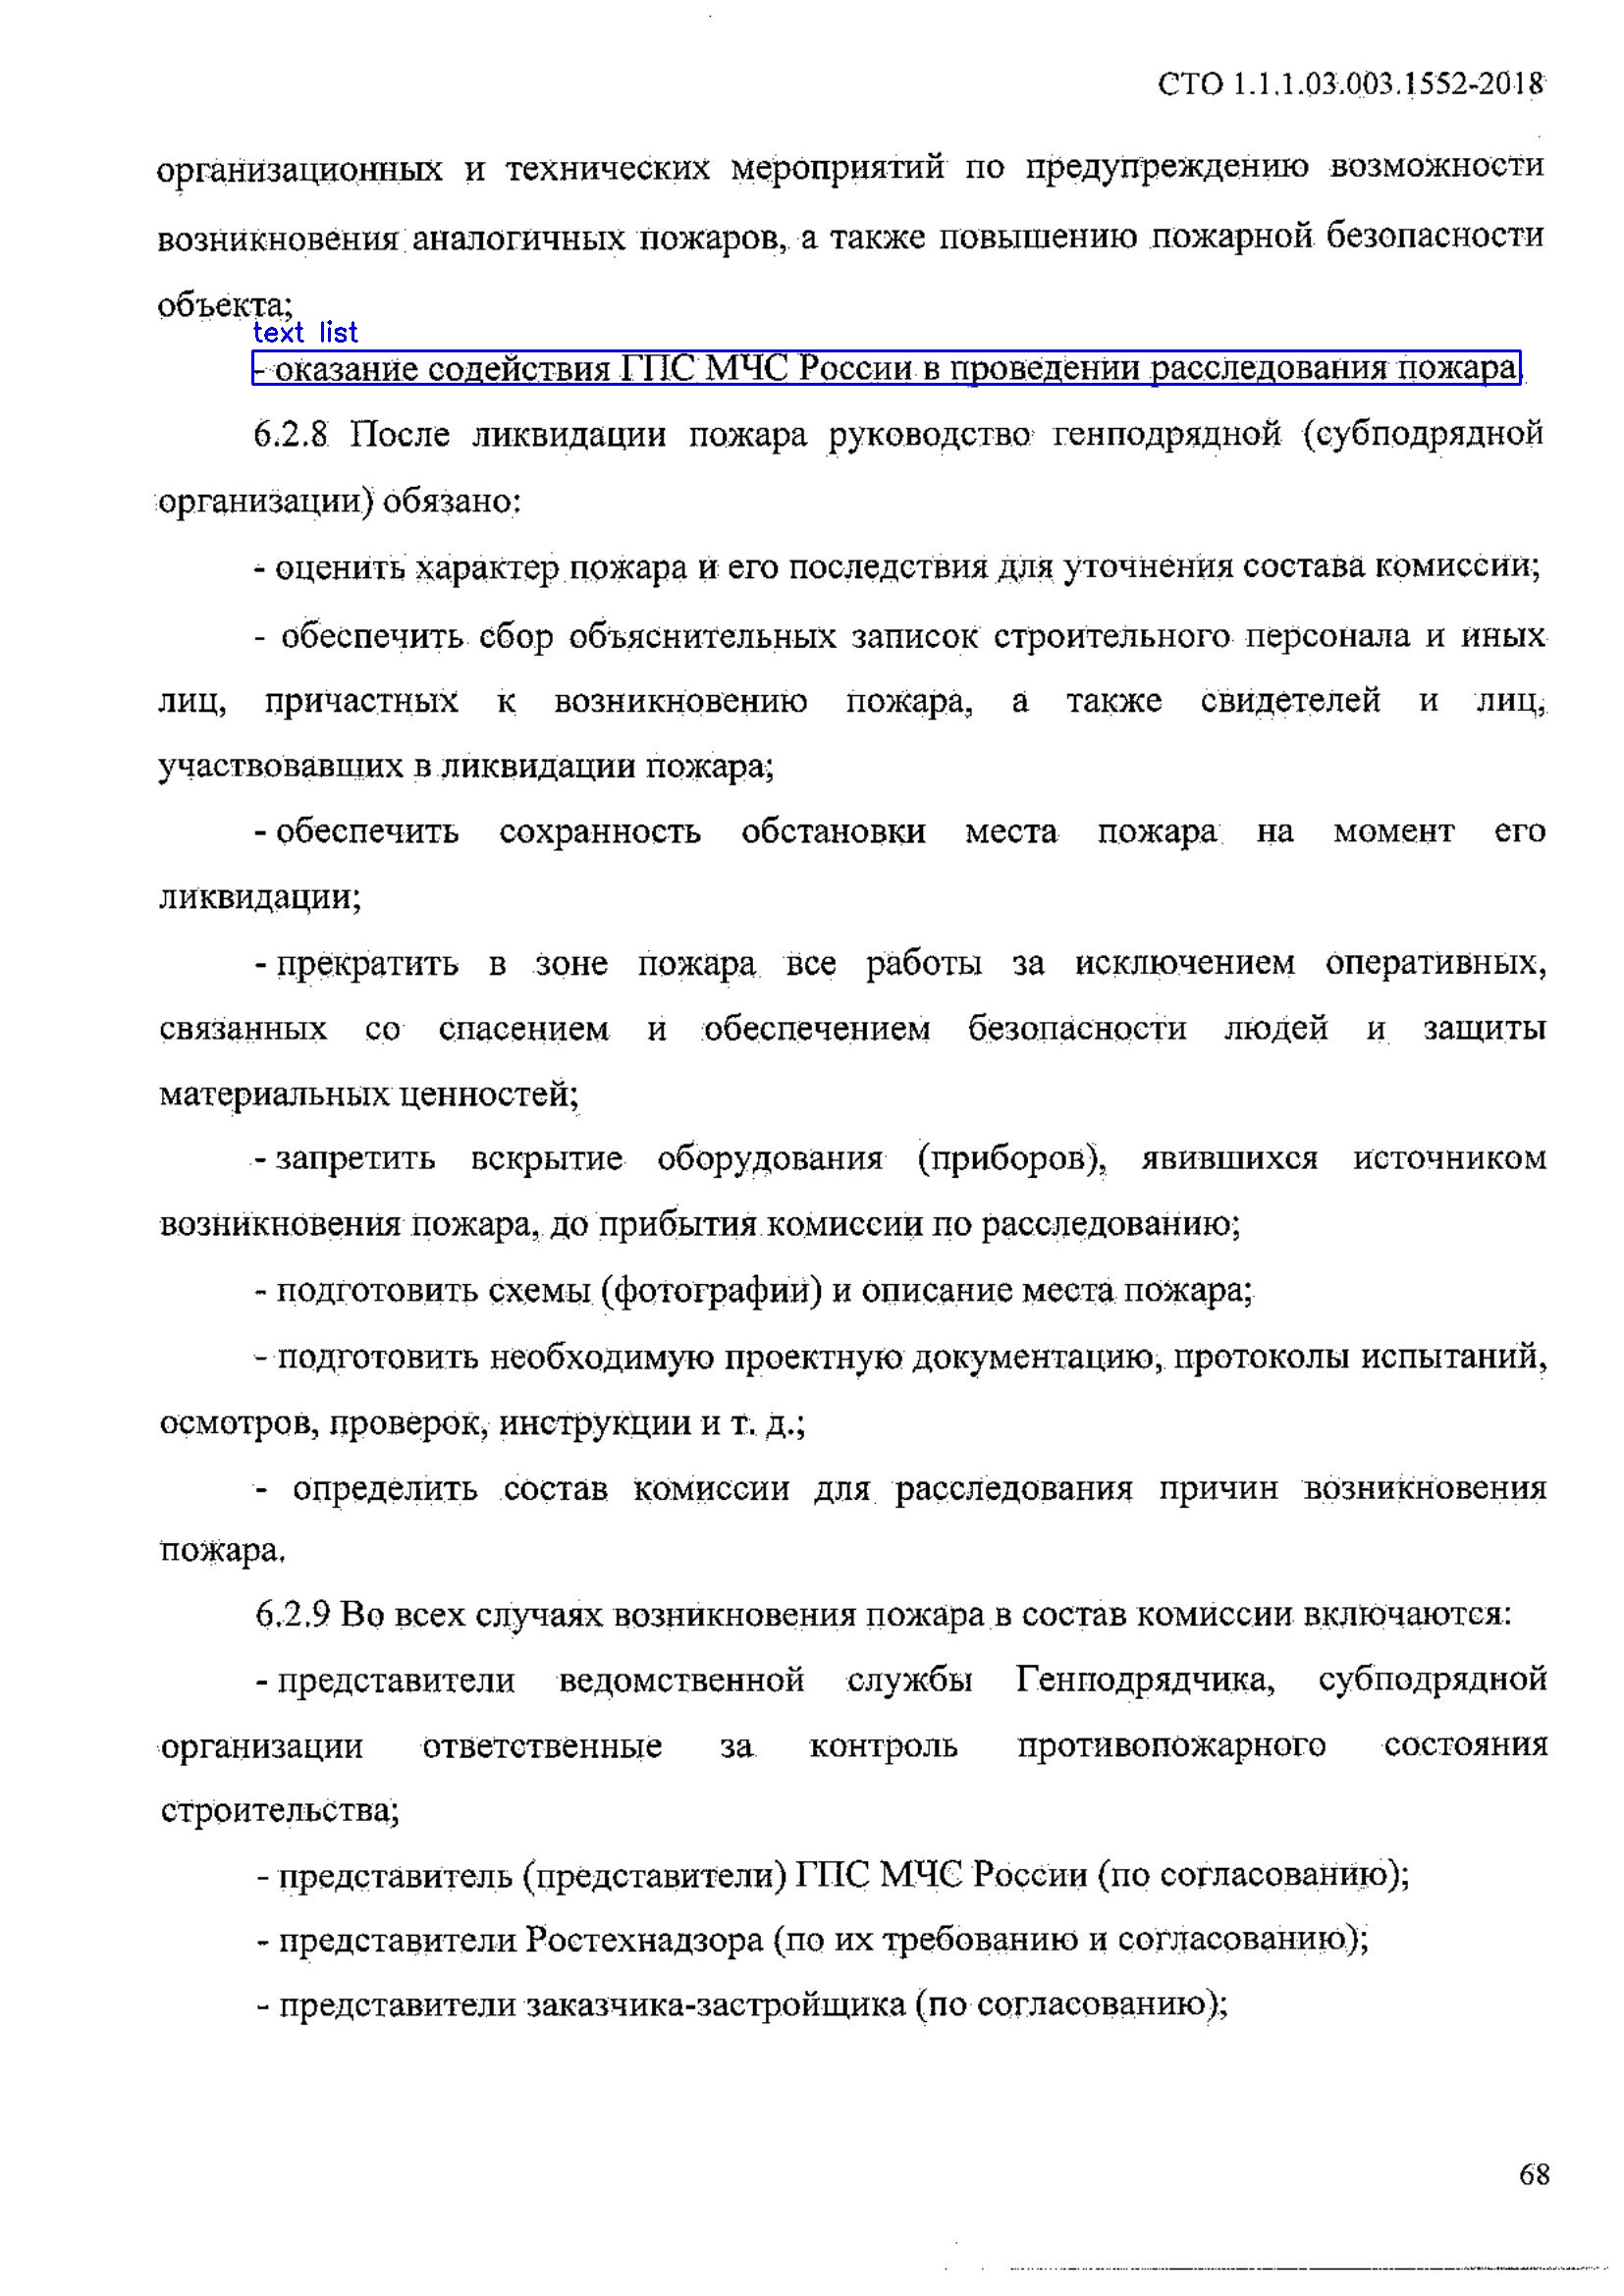 СТО 1.1.1.03.003.1552-2018
организационных и технических мероприятий по предупреждению возможности
возникновения аналогичных пожаров, а также повышению пожарной безопасности
объекта;
text list
- оказание содействия ГПС МЧС России в проведении расследования пожара.
6.2.8 После ликвидации пожара руководство генподрядной (субподрядной
организации) обязано:
- оценить характер пожара и его последствия для уточнения состава комиссии;
- обеспечить сбор объяснительных записок строительного персонала и иных
лиц, причастных к возникновению пожара, а также свидетелей и лиц,
участвовавших в ликвидации пожара;
- обеспечить сохранность обстановки места пожара на момент его
ликвидации;
- прекратить в зоне пожара все работы за исключением оперативных,
связанных со спасением и обеспечением безопасности людей и защиты
материальных ценностей;
- запретить вскрытие оборудования (приборов), явившихся источником
возникновения пожара, до прибытия комиссии по расследованию;
- подготовить схемы (фотографии) и описание места пожара;
- подготовить необходимую проектную документацию, протоколы испытаний,
осмотров, проверок, инструкции и т. д.;
- определить состав комиссии для расследования причин возникновения
пожара.
6.2.9 Во всех случаях возникновения пожара в состав комиссии включаются:
- представители ведомственной службы Генподрядчика, субподрядной
организации ответственные за контроль противопожарного состояния
строительства;
- представитель (представители) ГПС МЧС России (по согласованию);
- представители Ростехнадзора (по их требованию и согласованию);
- представители заказчика-застройщика (по согласованию);
68